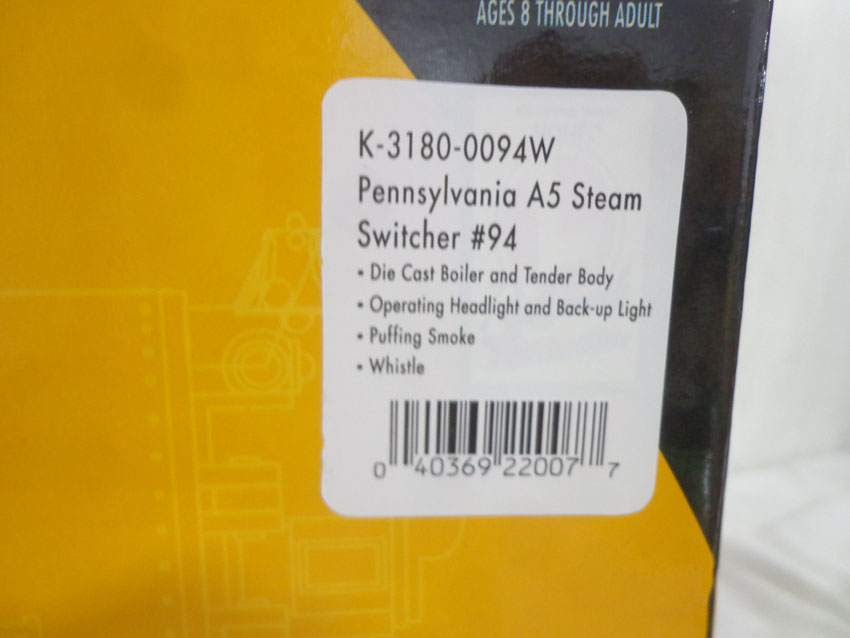 AGES 8 THROUGH ADULT
K-3180-0094W
Pennsylvania A5 Steam
Switcher #94
• Die Cast Boiler and Tender Body
• Operating Headlight and Back-up Light
• Puffing Smoke
• Whistle
0 40369 22007 7